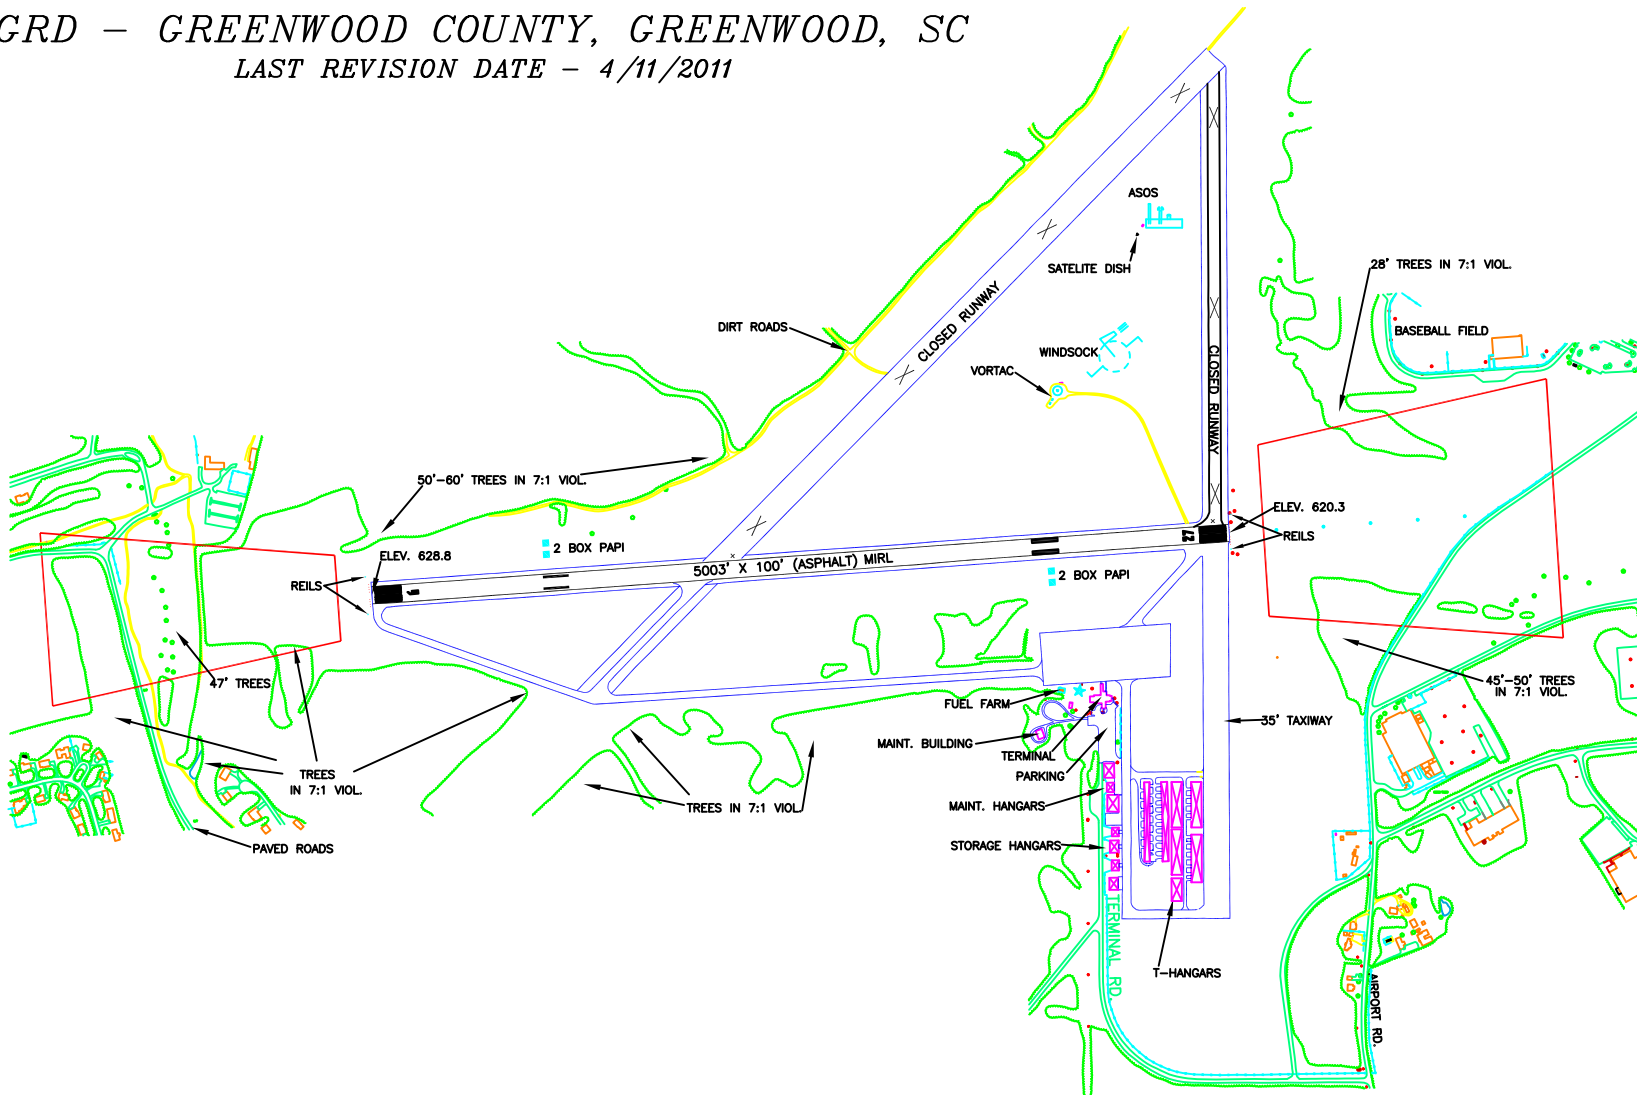 GRD – GREENWOOD COUNTY, GREENWOOD, SC
LAST REVISION DATE – 4/11/2011
ASOS
SATELITE DISH
28' TREES IN 7:1 VIOL.
BASEBALL FIELD
DIRT ROADS
CLOSED RUNWAY
WINDSOCK
VORTAC
CLOSED RUNWAY
50'-60' TREES IN 7:1 VIOL.
ELEV. 620.3
REILS
2 BOX PAPI
ELEV. 628.8
5003' X 100' (ASPHALT) MIRL
2 BOX PAPI
REILS
27
9
47' TREES
45'-50' TREES
IN 7:1 VIOL.
FUEL FARM
35' TAXIWAY
MAINT. BUILDING
TERMINAL
PARKING
TREES
IN 7:1 VIOL.
TREES IN 7:1 VIOL.
MAINT. HANGARS
STORAGE HANGARS
PAVED ROADS
TERMINAL RD.
T-HANGARS
AIRPORT RD.